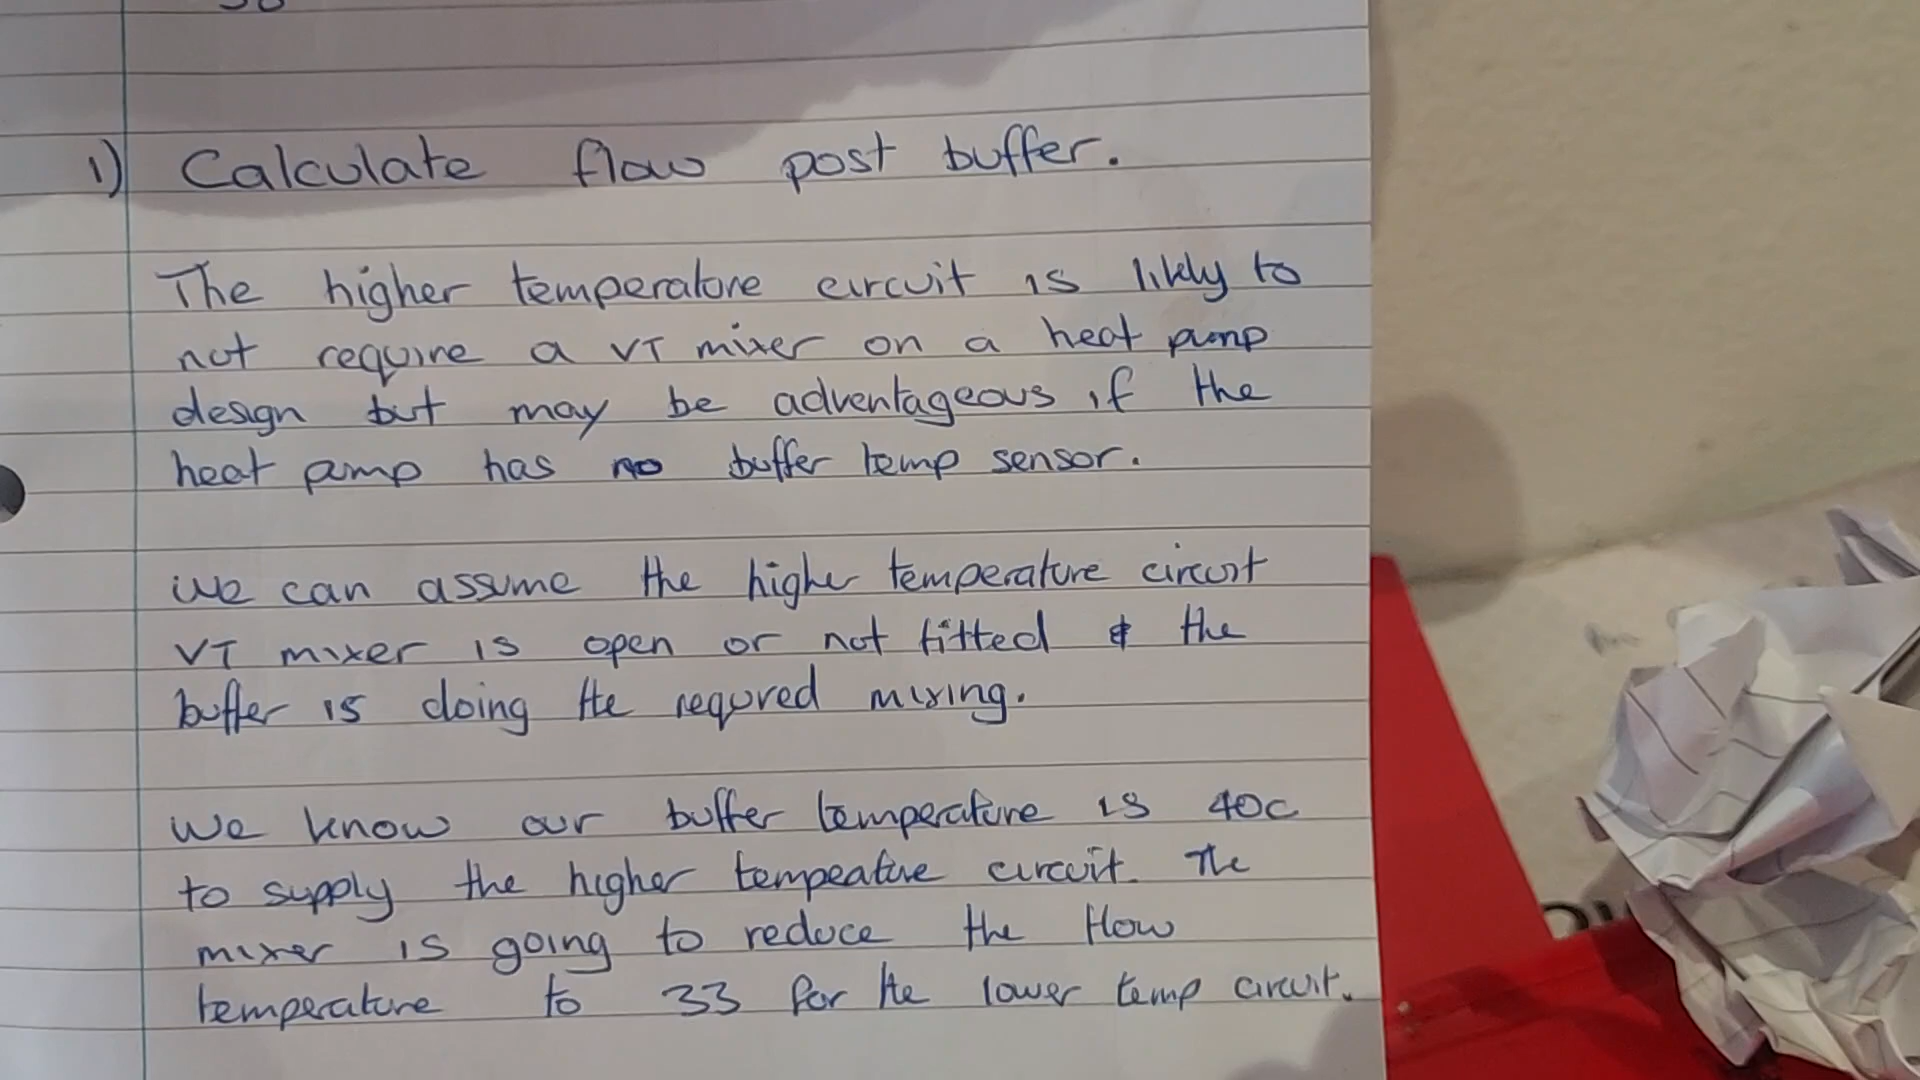 1) Calculate flow post buffer.
The higher temperature circuit is likly to
not require a VT mixer on a heat pump
design but may be adventageous if the
heat pump has no buffer temp sensor.
we can assume the higher temperature circuit
VT mixer is open or not fitted & the
buffer is doing the required mixing.
We know our buffer temperature is 40c
to supply the higher tempeature circuit. The
mixer is going to reduce the flow
temperature to 33 for the lower temp circuit.